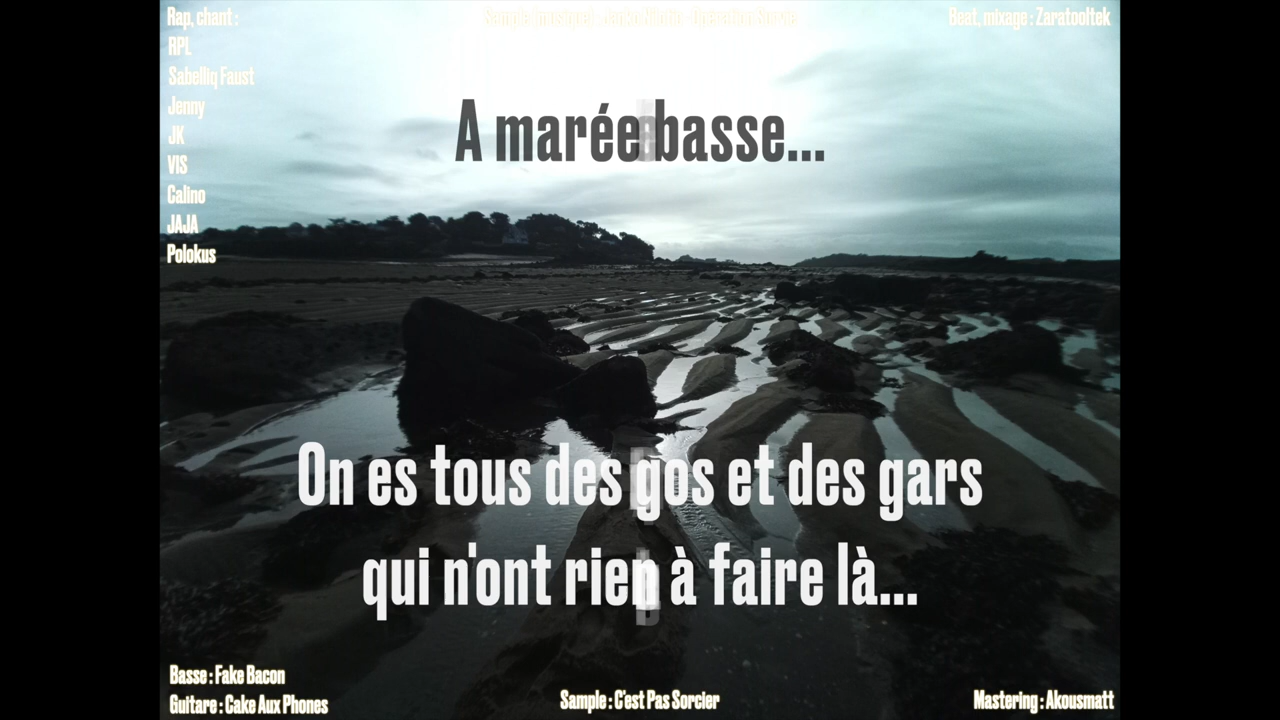 Rap, chant :
RPL
Sabelliq Faust
Jenny
JK
VIS
Calino
JAJA
Polokus
Beat, mixage : Zaratooltek
A marée basse...
On es tous des gos et des gars
qui n'ont rien à faire là...
Basse : Fake Bacon
Guitare : Cake Aux Phones
Sample : C'est Pas Sorcier
Mastering : Akousmatt